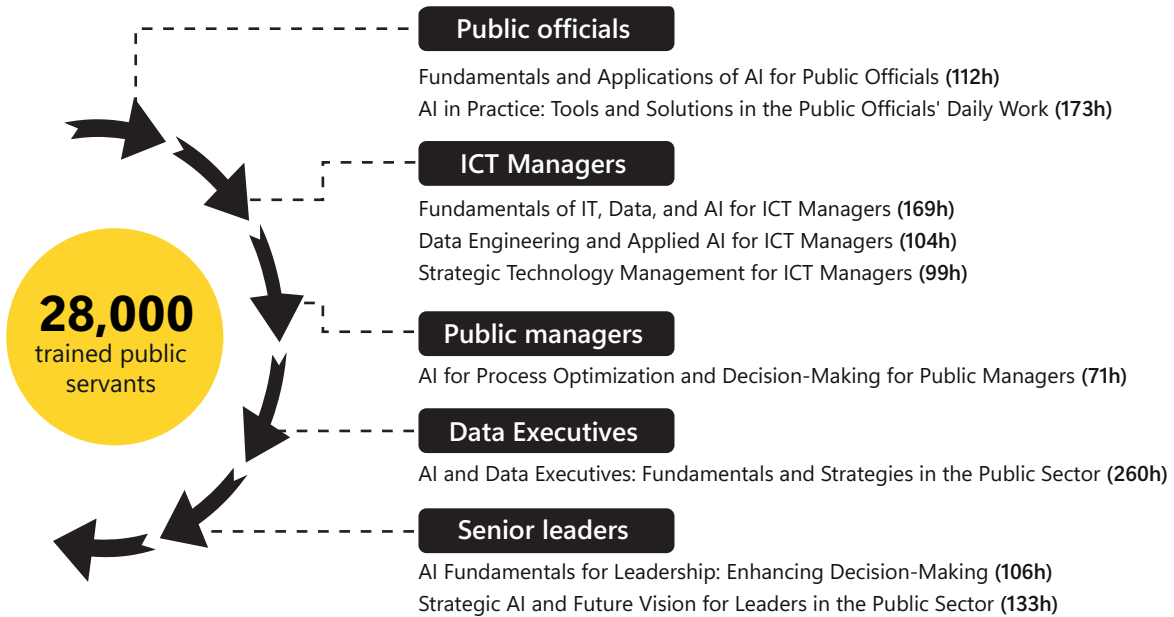 Public officials
Fundamentals and Applications of AI for Public Officials (112h)
AI in Practice: Tools and Solutions in the Public Officials' Daily Work (173h)
ICT Managers
Fundamentals of IT, Data, and AI for ICT Managers (169h)
Data Engineering and Applied AI for ICT Managers (104h)
Strategic Technology Management for ICT Managers (99h)
28,000
trained public
servants
Public managers
AI for Process Optimization and Decision-Making for Public Managers (71h)
Data Executives
AI and Data Executives: Fundamentals and Strategies in the Public Sector (260h)
Senior leaders
AI Fundamentals for Leadership: Enhancing Decision-Making (106h)
Strategic AI and Future Vision for Leaders in the Public Sector (133h)